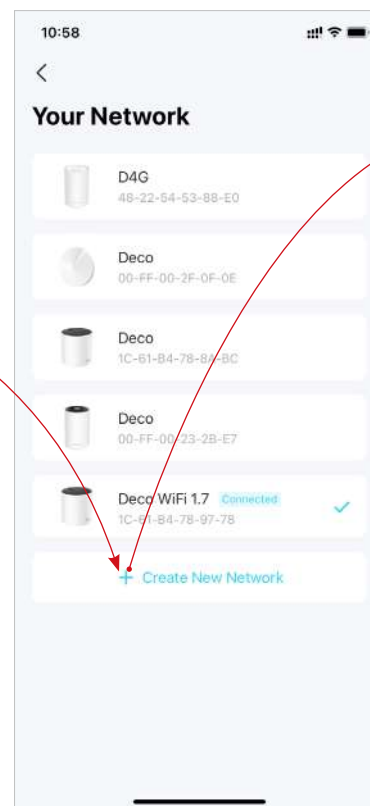 10:58
Your Network
D4G
48-22-54-53-88-E0
Deco
00-FF-00-2F-0F-0E
Deco
1C-61-B4-78-8A-BC
Deco
00-FF-00-23-2B-E7
Deco WiFi 1.7 Connected
1C-61-B4-78-97-78
+ Create New Network